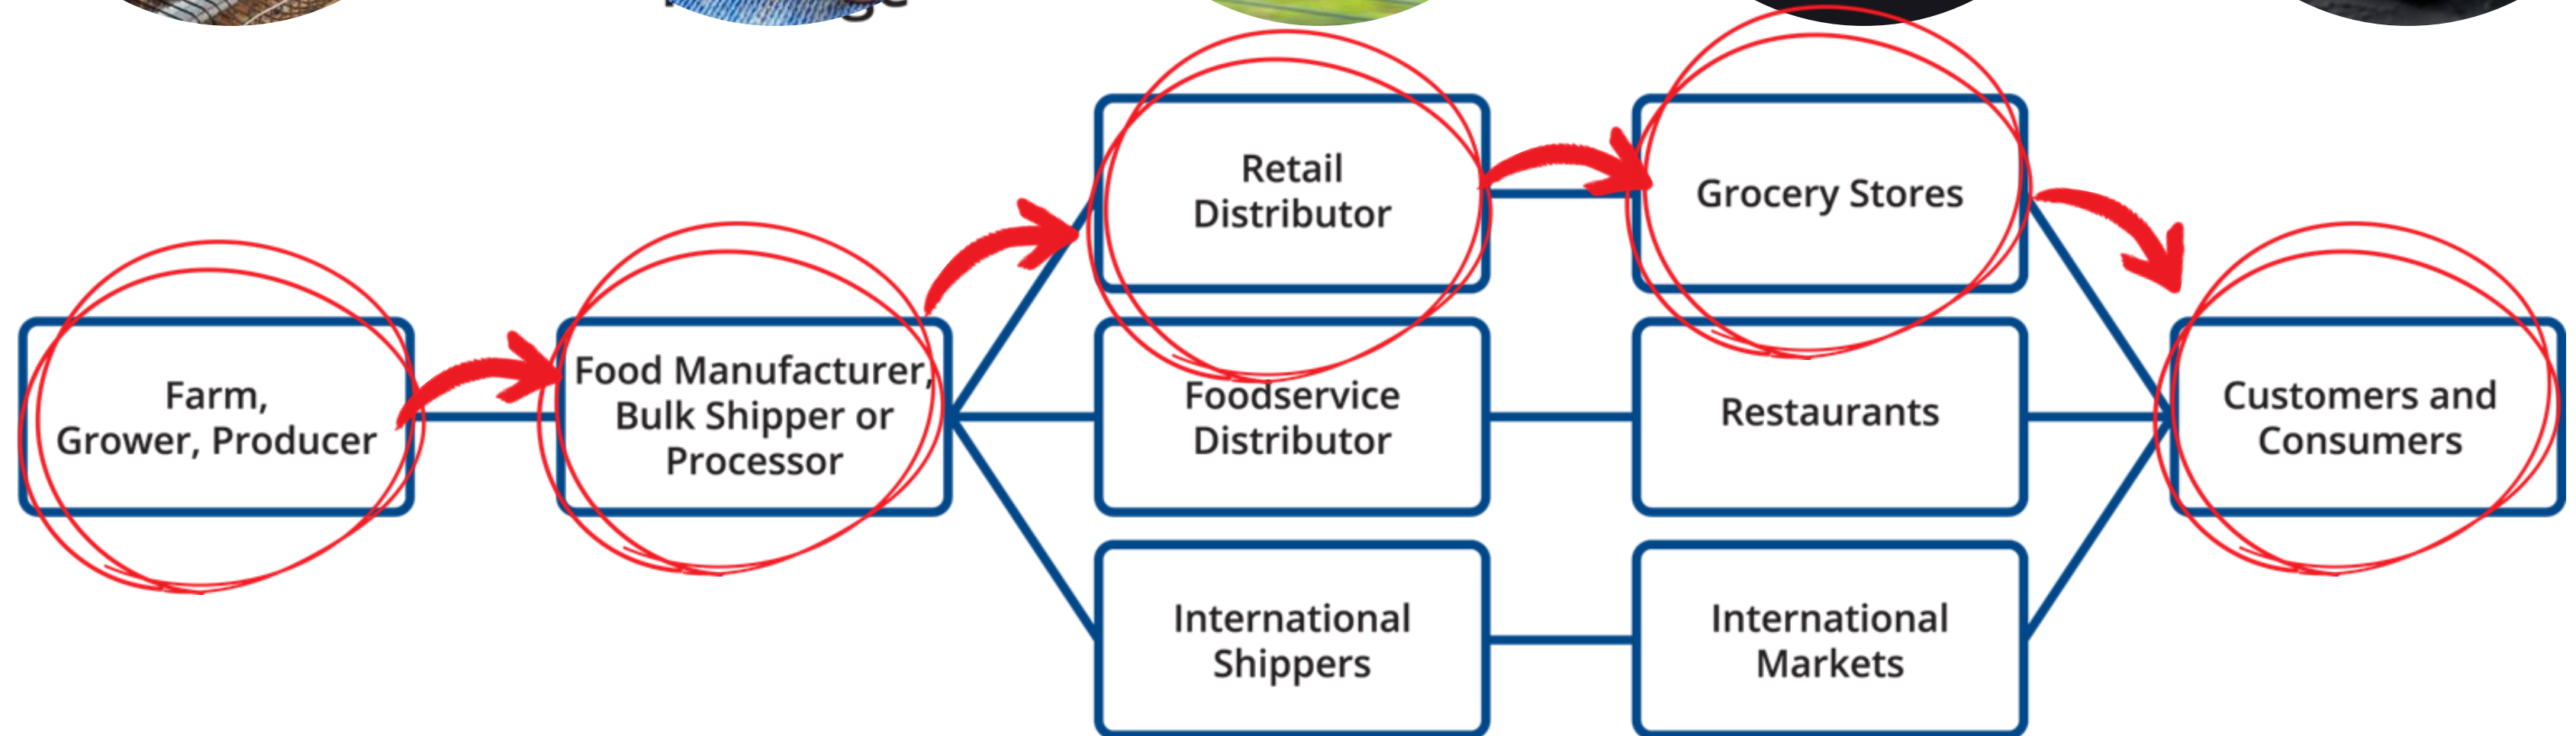 Farm,
Grower, Producer
Food Manufacturer,
Bulk Shipper or
Processor
Retail
Distributor
Grocery Stores
Foodservice
Distributor
Restaurants
International
Shippers
International
Markets
Customers and
Consumers